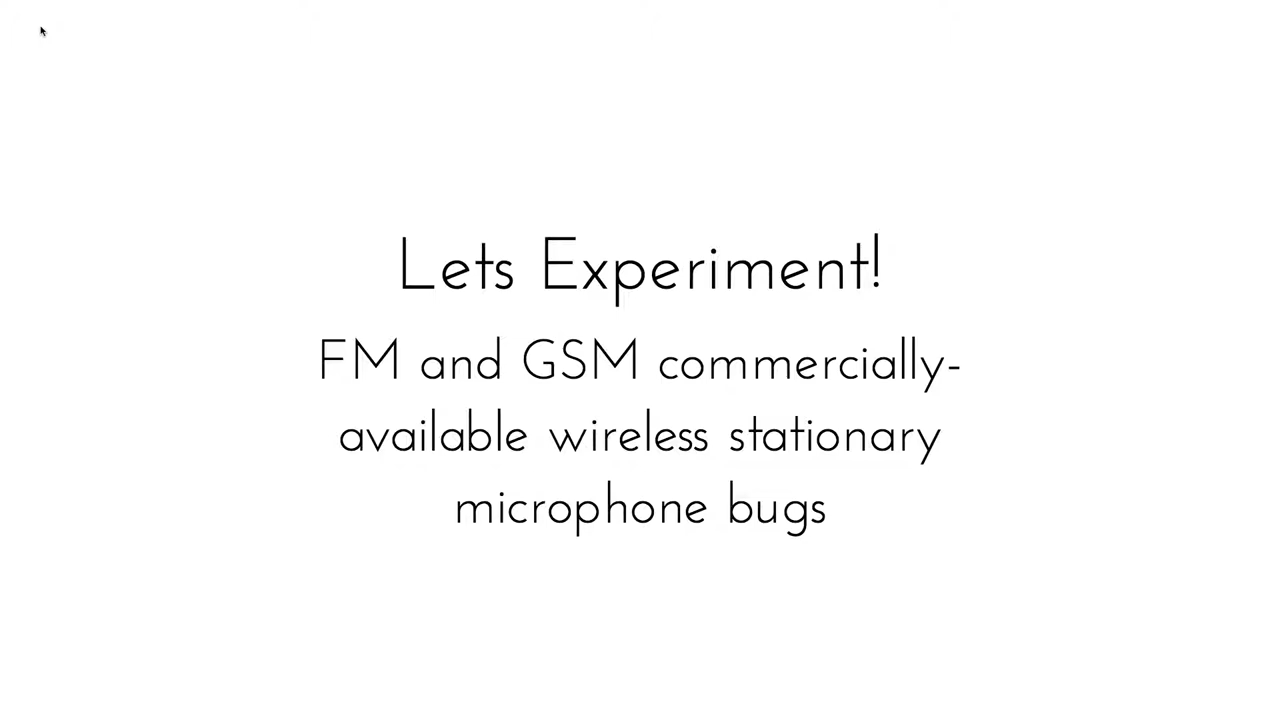 Lets Experiment!
FM and GSM commercially-
available wireless stationary
microphone bugs